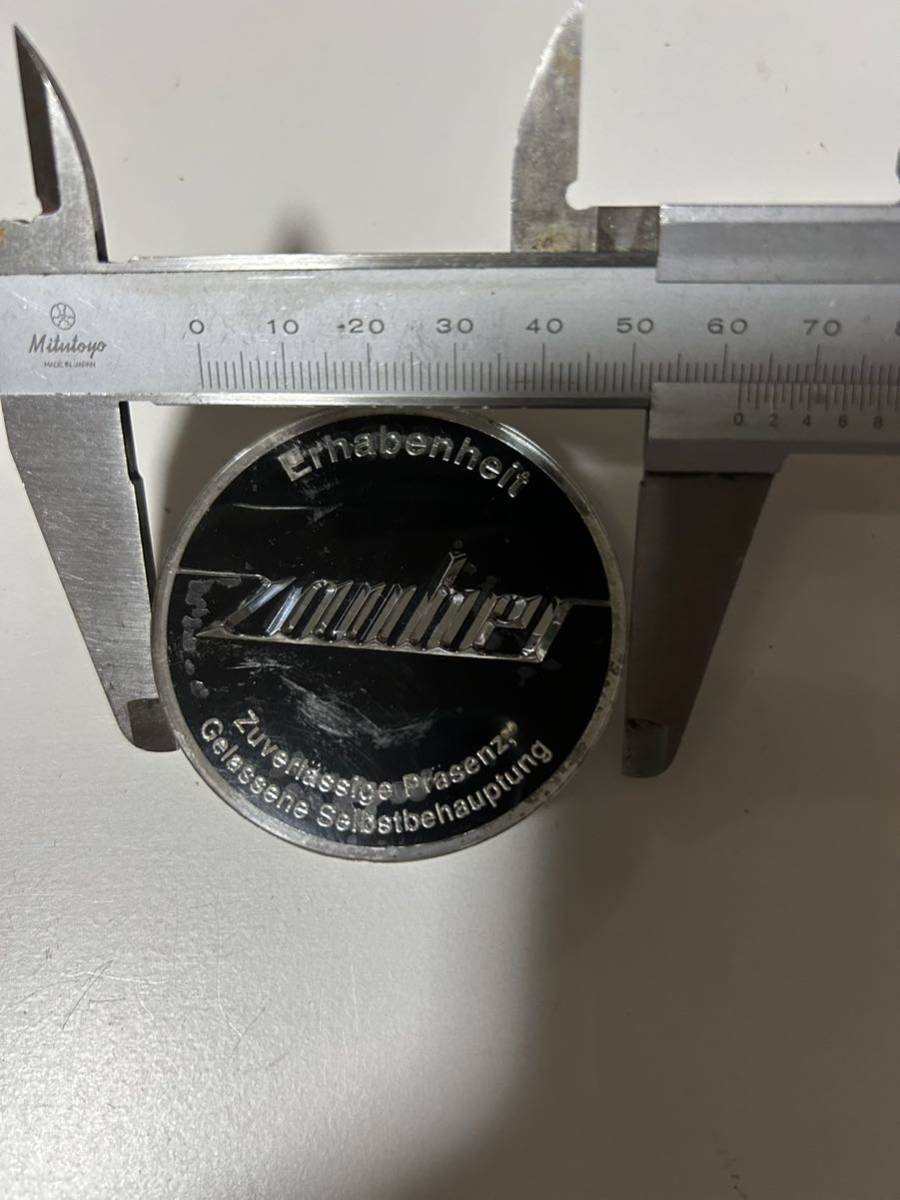 Mitutoyo
MADE IN JAPAN
0 10 20 30 40 50 60 70 8
0 2 4 6 8
Erhabenheit
Zauber
Zuverlässige Präsenz,
Gelassene Selbstbehauptung